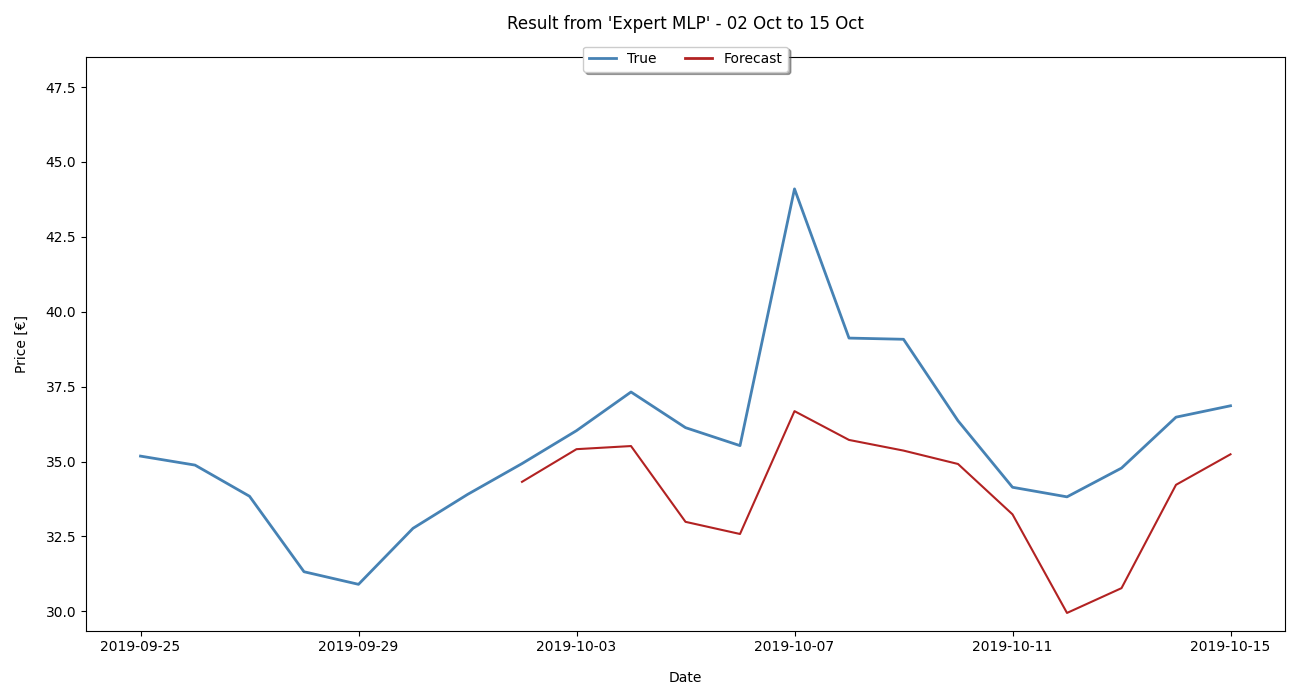 Result from 'Expert MLP' - 02 Oct to 15 Oct
True Forecast
47.5
45.0
42.5
40.0
37.5
35.0
32.5
30.0
Price [€]
2019-09-25 2019-09-29 2019-10-03 2019-10-07 2019-10-11 2019-10-15
Date